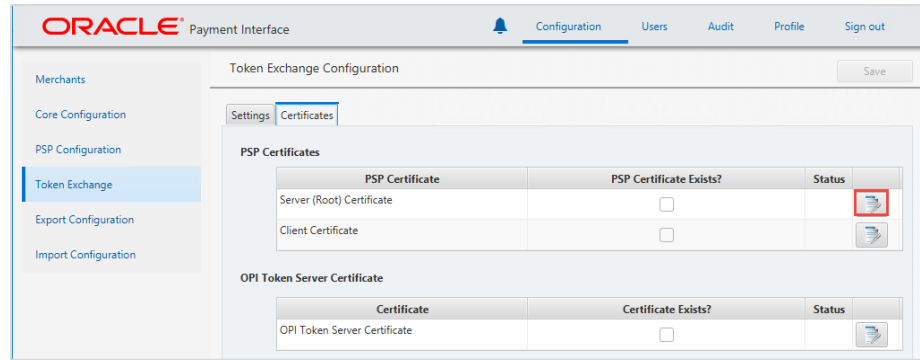 ORACLE® Payment Interface
Configuration Users Audit Profile Sign out
Merchants
Core Configuration
PSP Configuration
Token Exchange
Export Configuration
Import Configuration
Token Exchange Configuration Save
Settings Certificates
PSP Certificates
PSP Certificate PSP Certificate Exists? Status
Server (Root) Certificate
Client Certificate
OPI Token Server Certificate
Certificate Certificate Exists? Status
OPI Token Server Certificate